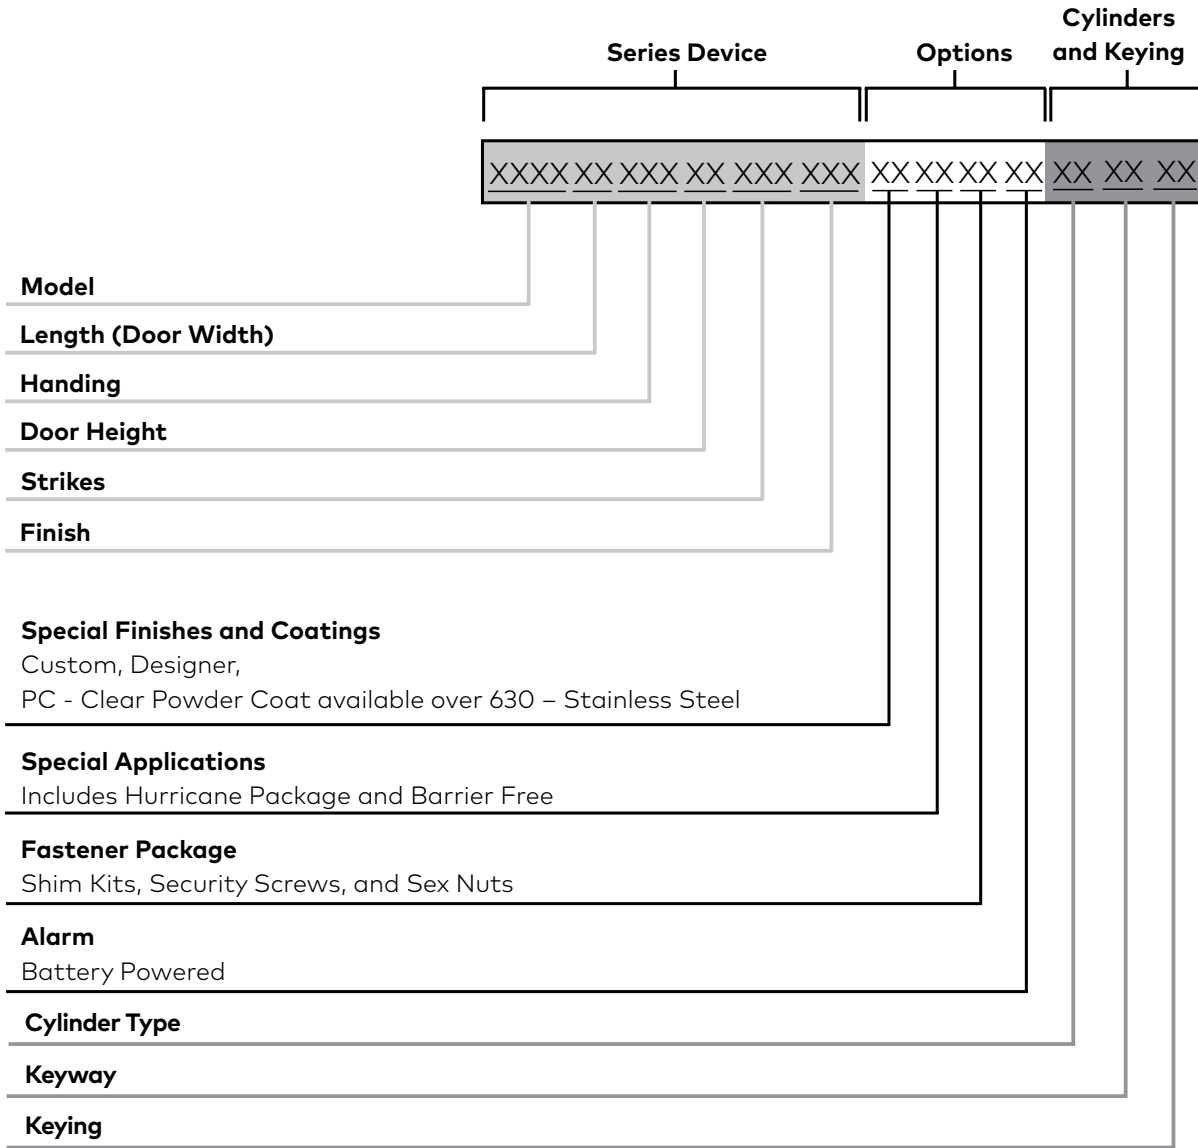 Cylinders
Series Device Options and Keying
XXXX XX XXX XX XXX XXX XX XX XX XX XX XX XX
Model
Length (Door Width)
Handing
Door Height
Strikes
Finish
Special Finishes and Coatings
Custom, Designer,
PC - Clear Powder Coat available over 630 – Stainless Steel
Special Applications
Includes Hurricane Package and Barrier Free
Fastener Package
Shim Kits, Security Screws, and Sex Nuts
Alarm
Battery Powered
Cylinder Type
Keyway
Keying